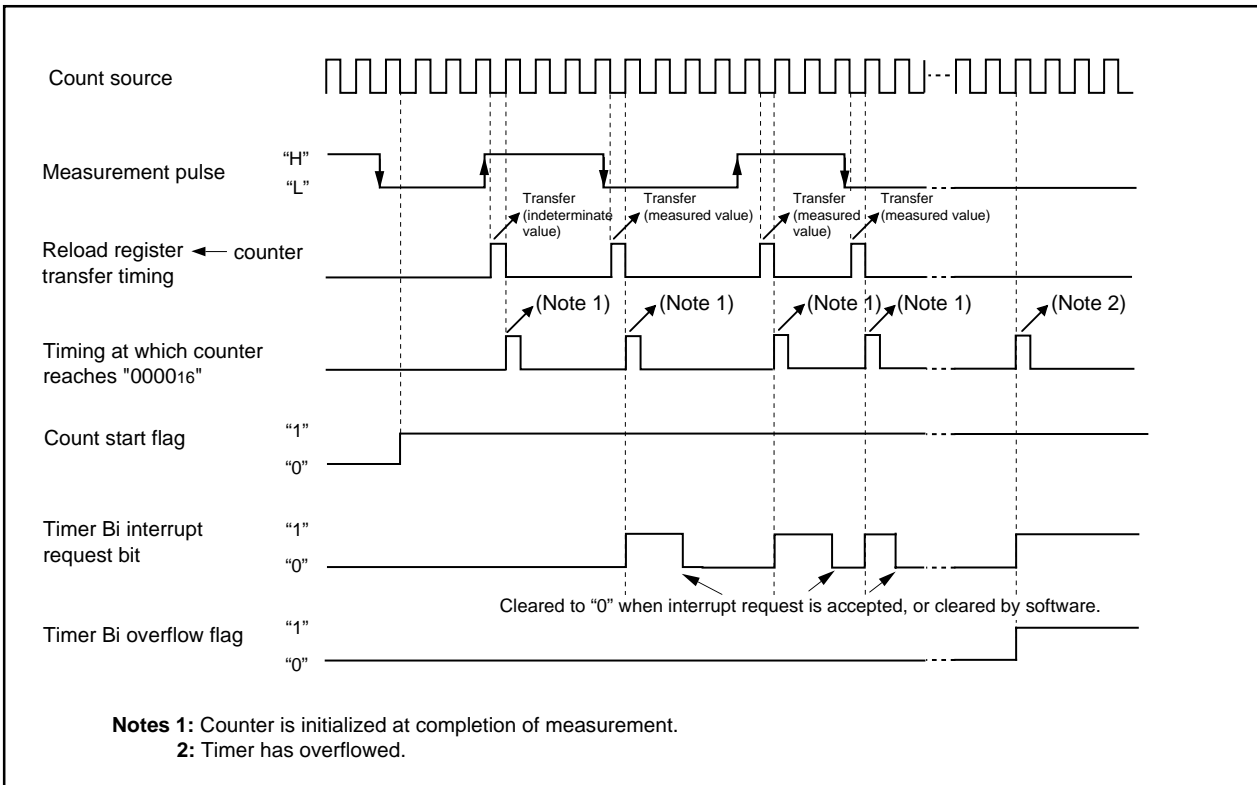 Count source
Measurement pulse
“H”
“L”
Transfer
(indeterminate
value)
Transfer
(measured value)
Transfer
(measured
value)
Transfer
(measured value)
Reload register
counter
transfer timing
(Note 1)
(Note 1)
(Note 1)
(Note 1)
(Note 2)
Timing at which counter
reaches "000016"
Count start flag
“1”
“0”
Timer Bi interrupt
request bit
“1”
“0”
Cleared to “0” when interrupt request is accepted, or cleared by software.
Timer Bi overflow flag
“1”
“0”
Notes 1: Counter is initialized at completion of measurement.
2: Timer has overflowed.